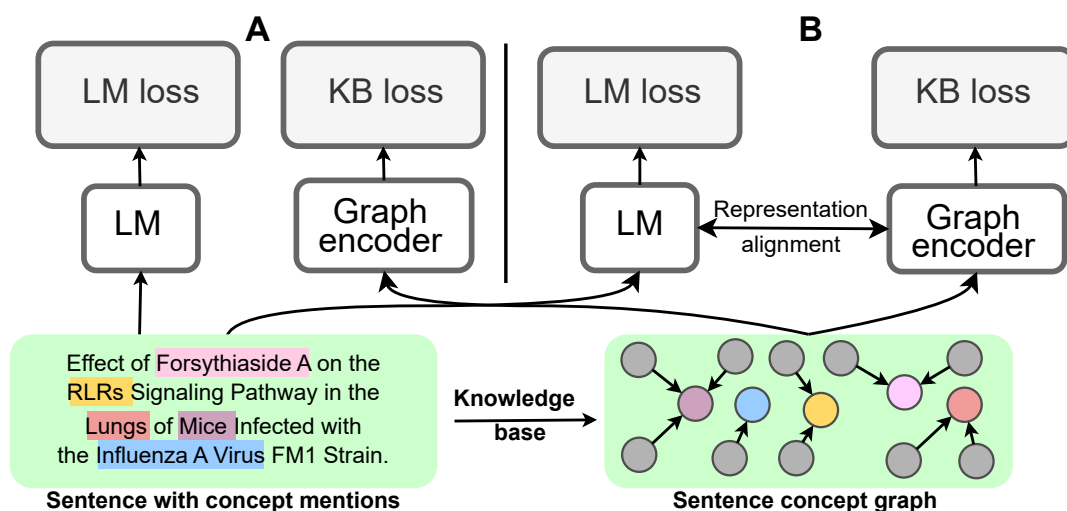 A
B
LM loss
KB loss
LM loss
KB loss
LM
Graph
encoder
LM
Representation
alignment
Graph
encoder
Effect of Forsythiaside A on the
RLRs Signaling Pathway in the
Lungs of Mice Infected with
the Influenza A Virus FM1 Strain.
Knowledge
base
Sentence with concept mentions
Sentence concept graph